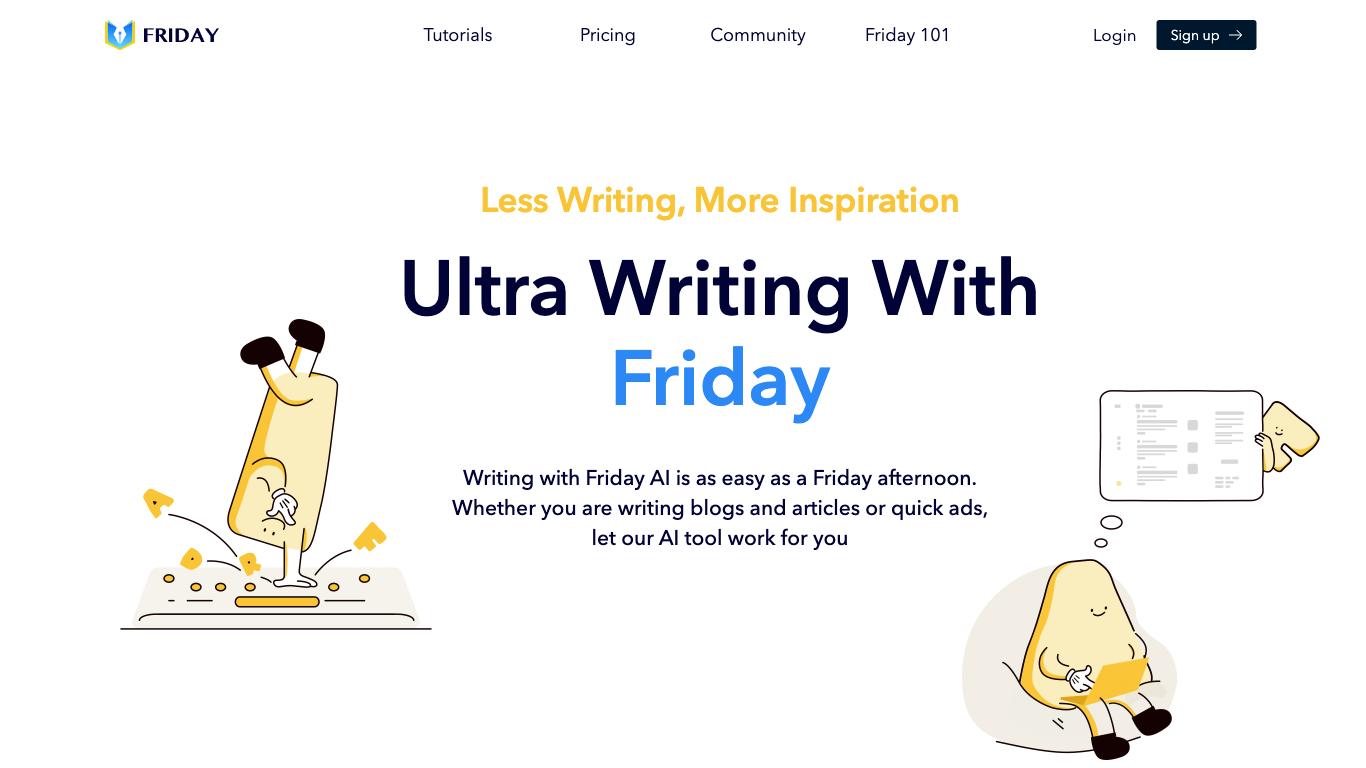 FRIDAY
Tutorials
Pricing
Community
Friday 101
Login
Sign up →
Less Writing, More Inspiration
Ultra Writing With
Friday
Writing with Friday AI is as easy as a Friday afternoon.
Whether you are writing blogs and articles or quick ads,
let our AI tool work for you
A
D
R
F